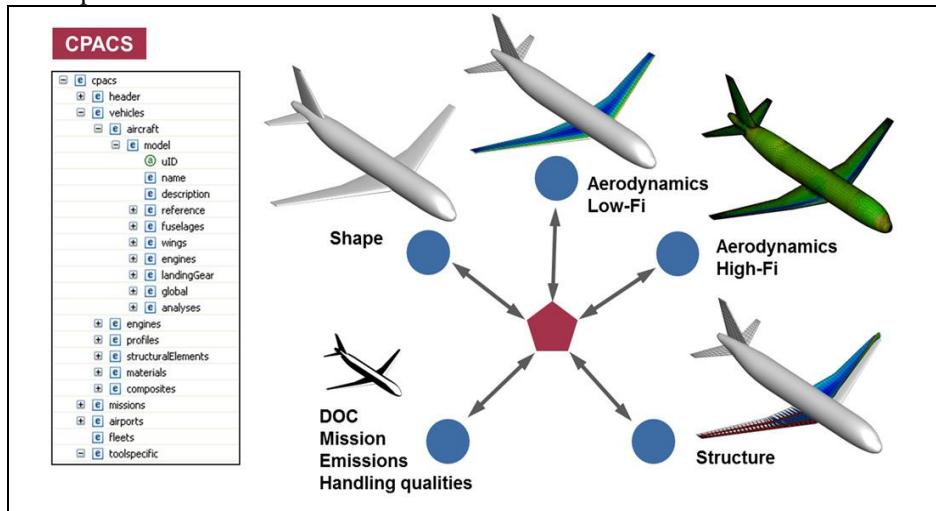 CPACS
cpacs
header
vehicles
aircraft
model
uID
name
description
reference
fuselages
wings
engines
landingGear
global
analyses
engines
profiles
structuralElements
materials
composites
missions
airports
fleets
toolspecific
Shape
Aerodynamics
Low-Fi
Aerodynamics
High-Fi
DOC
Mission
Emissions
Handling qualities
Structure